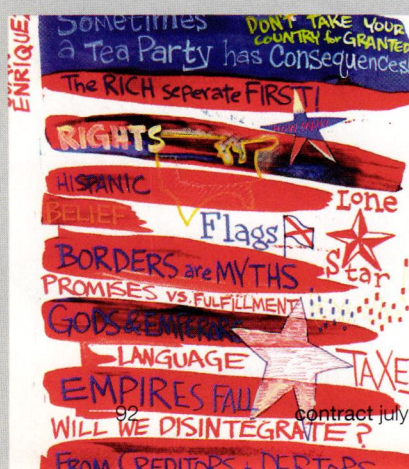 ENRIQUE
Sometimes
DON'T TAKE YOUR
COUNTRY for GRANTED
a Tea Party has Consequences
The RICH seperate FIRST!
RIGHTS
HISPANIC
BELIEF
Lone
Flags
Star
BORDERS are MYTHS
PROMISES VS. FULFILLMENT
GODS & EMPERORS
LANGUAGE
TAXE
EMPIRES FALL
92
contract july
WILL WE DISINTEGRATE?
FROM CREDITORS & DEBTORS